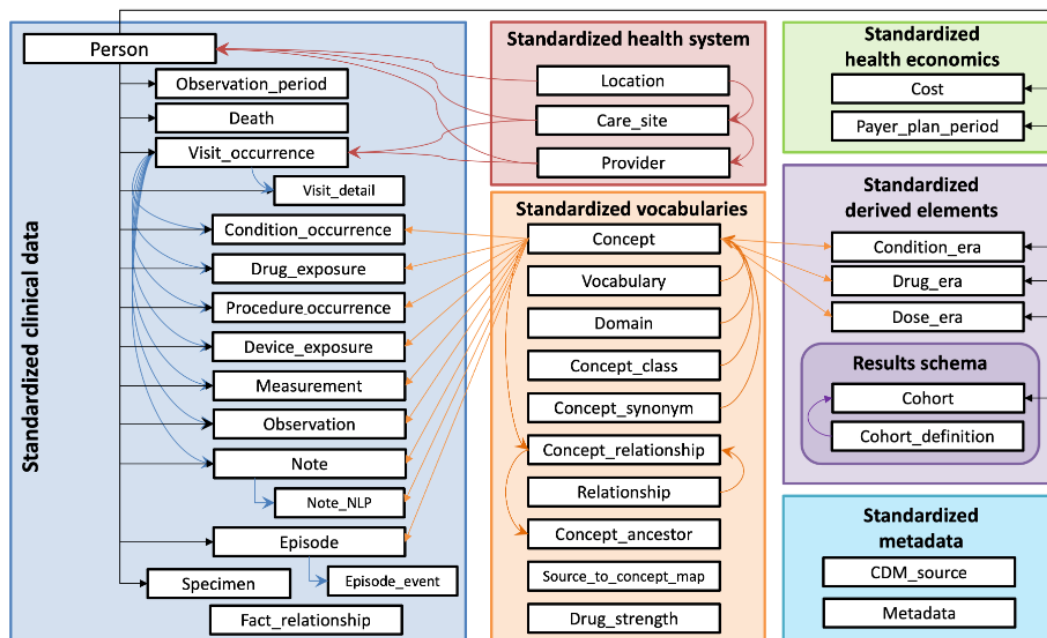 Standardized clinical data
Person
Observation_period
Death
Visit_occurrence
Visit_detail
Condition_occurrence
Drug_exposure
Procedure_occurrence
Device_exposure
Measurement
Observation
Note
Note_NLP
Episode
Episode_event
Specimen
Fact_relationship
Standardized health system
Location
Care_site
Provider
Standardized vocabularies
Concept
Vocabulary
Domain
Concept_class
Concept_synonym
Concept_relationship
Relationship
Concept_ancestor
Source_to_concept_map
Drug_strength
Standardized
health economics
Cost
Payer_plan_period
Standardized
derived elements
Condition_era
Drug_era
Dose_era
Results schema
Cohort
Cohort_definition
Standardized
metadata
CDM_source
Metadata